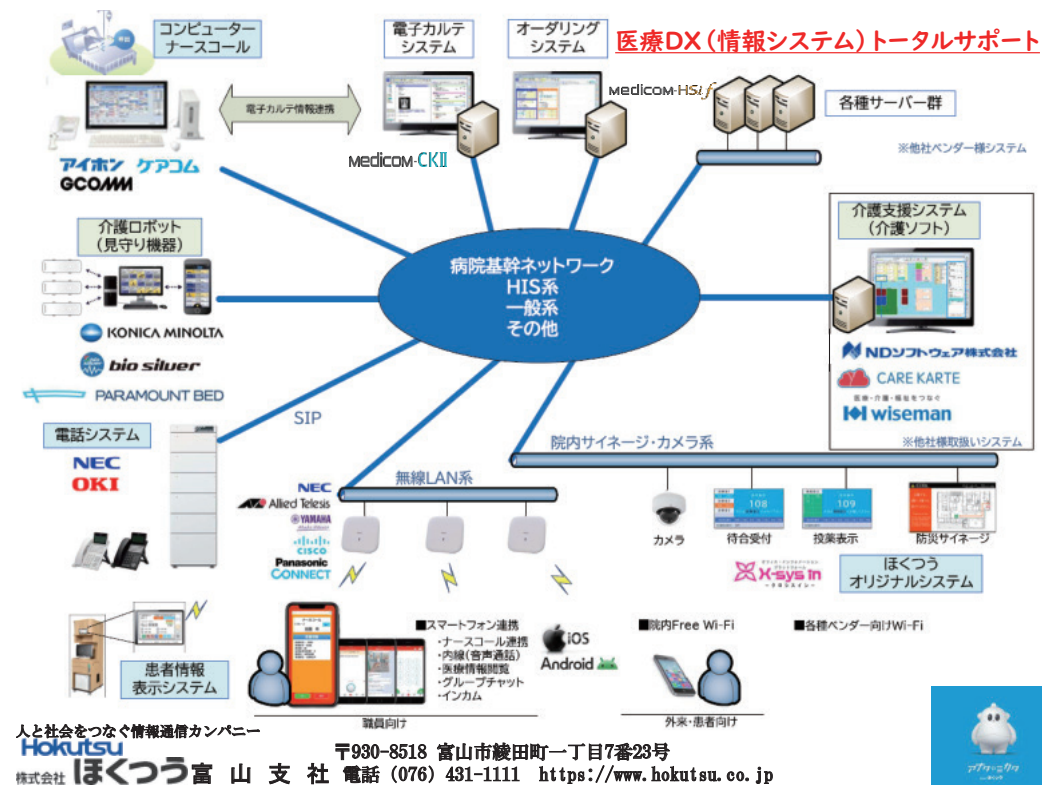 医療DX(情報システム)トータルサポート
コンピューター
ナースコール
電子カルテ
システム
オーダリング
システム
電子カルテ情報連携
medicom-HSi f
medicom-CKⅡ
各種サーバー群
※他社ベンダー様システム
アイホン ケアコム
GCOMM
介護ロボット
(見守り機器)
KONICA MINOLTA
bio silver
PARAMOUNT BED
病院基幹ネットワーク
HIS系
一般系
その他
介護支援システム
(介護ソフト)
NDソフトウェア株式会社
CARE KARTE
医療・介護・福祉をつなぐ
wiseman
※他社様取扱いシステム
SIP
電話システム
NEC
OKI
無線LAN系
NEC
Allied Telesis
YAMAHA
CISCO
Panasonic
CONNECT
院内サイネージ・カメラ系
108
109
カメラ
待合受付
投薬表示
防災サイネージ
X-sys in
ほくつう
オリジナルシステム
患者情報
表示システム
■スマートフォン連携
・ナースコール連携
・内線(音声通話)
・医療情報閲覧
・グループチャット
・インカム
iOS
Android
職員向け
■院内Free Wi-Fi
■各種ベンダー向けWi-Fi
外来・患者向け
人と社会をつなぐ情報通信カンパニー
Hokutsu
株式会社 ほくつう 富山支社 電話 (076) 431-1111 https://www.hokutsu.co.jp
〒930-8518 富山市綾田町一丁目7番23号